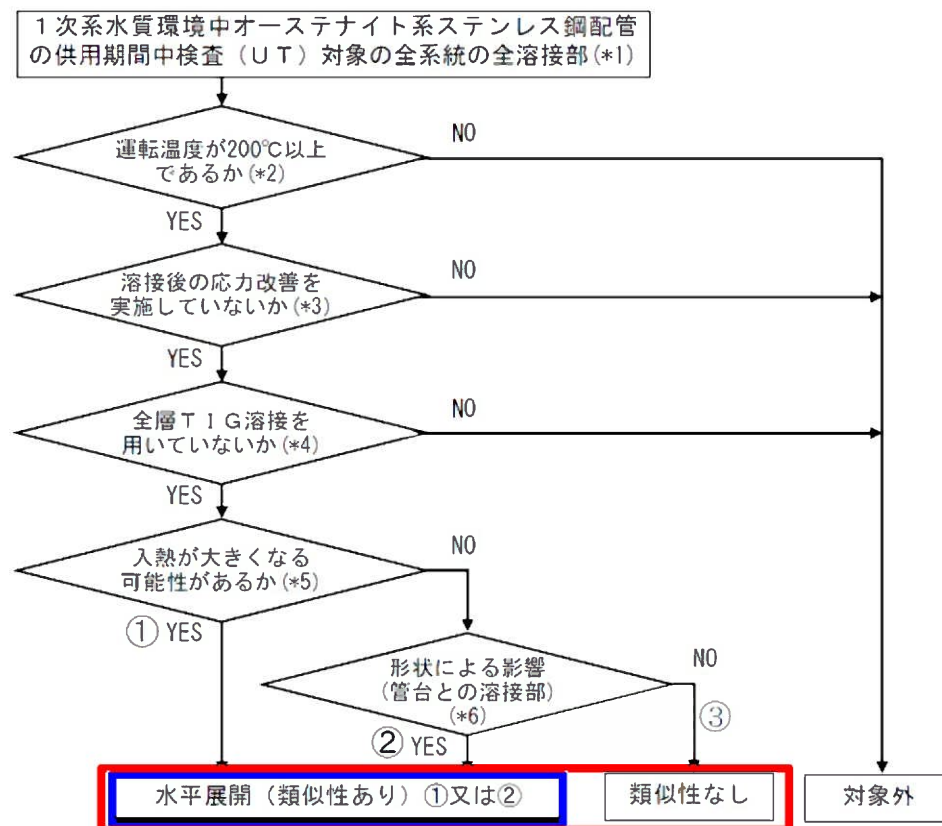 １次系水質環境中オーステナイト系ステンレス鋼配管
の供用期間中検査（ＵＴ）対象の全系統の全溶接部(*1)
運転温度が200℃以上
であるか(*2)
NO
YES
溶接後の応力改善を
実施していないか(*3)
NO
YES
全層ＴＩＧ溶接を
用いていないか(*4)
NO
YES
入熱が大きくなる
可能性があるか(*5)
NO
① YES
形状による影響
(管台との溶接部)
(*6)
NO
③
② YES
水平展開（類似性あり）①又は②
類似性なし
対象外